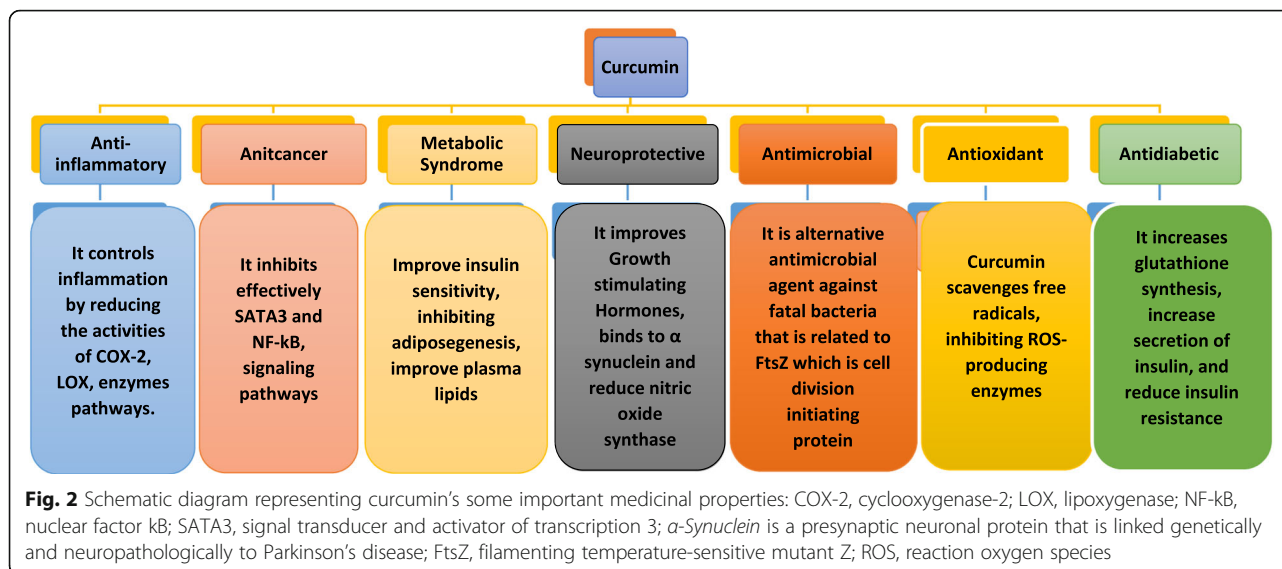 Curcumin
Anti-
inflammatory
Anitcancer
Metabolic
Syndrome
Neuroprotective
Antimicrobial
Antioxidant
Antidiabetic
It controls
inflammation
by reducing
the activities
of COX-2,
LOX, enzymes
pathways.
It inhibits
effectively
SATA3 and
NF-kB,
signaling
pathways
Improve insulin
sensitivity,
inhibiting
adiposegenesis,
improve plasma
lipids
It improves
Growth
stimulating
Hormones,
binds to α
synuclein and
reduce nitric
oxide
synthase
It is alternative
antimicrobial
agent against
fatal bacteria
that is related to
FtsZ which is cell
division
initiating
protein
Curcumin
scavenges free
radicals,
inhibiting ROS-
producing
enzymes
It increases
glutathione
synthesis,
increase
secretion of
insulin, and
reduce insulin
resistance
Fig. 2 Schematic diagram representing curcumin's some important medicinal properties: COX-2, cyclooxygenase-2; LOX, lipoxygenase; NF-kB,
nuclear factor kB; SATA3, signal transducer and activator of transcription 3; α-Synuclein is a presynaptic neuronal protein that is linked genetically
and neuropathologically to Parkinson's disease; FtsZ, filamenting temperature-sensitive mutant Z; ROS, reaction oxygen species